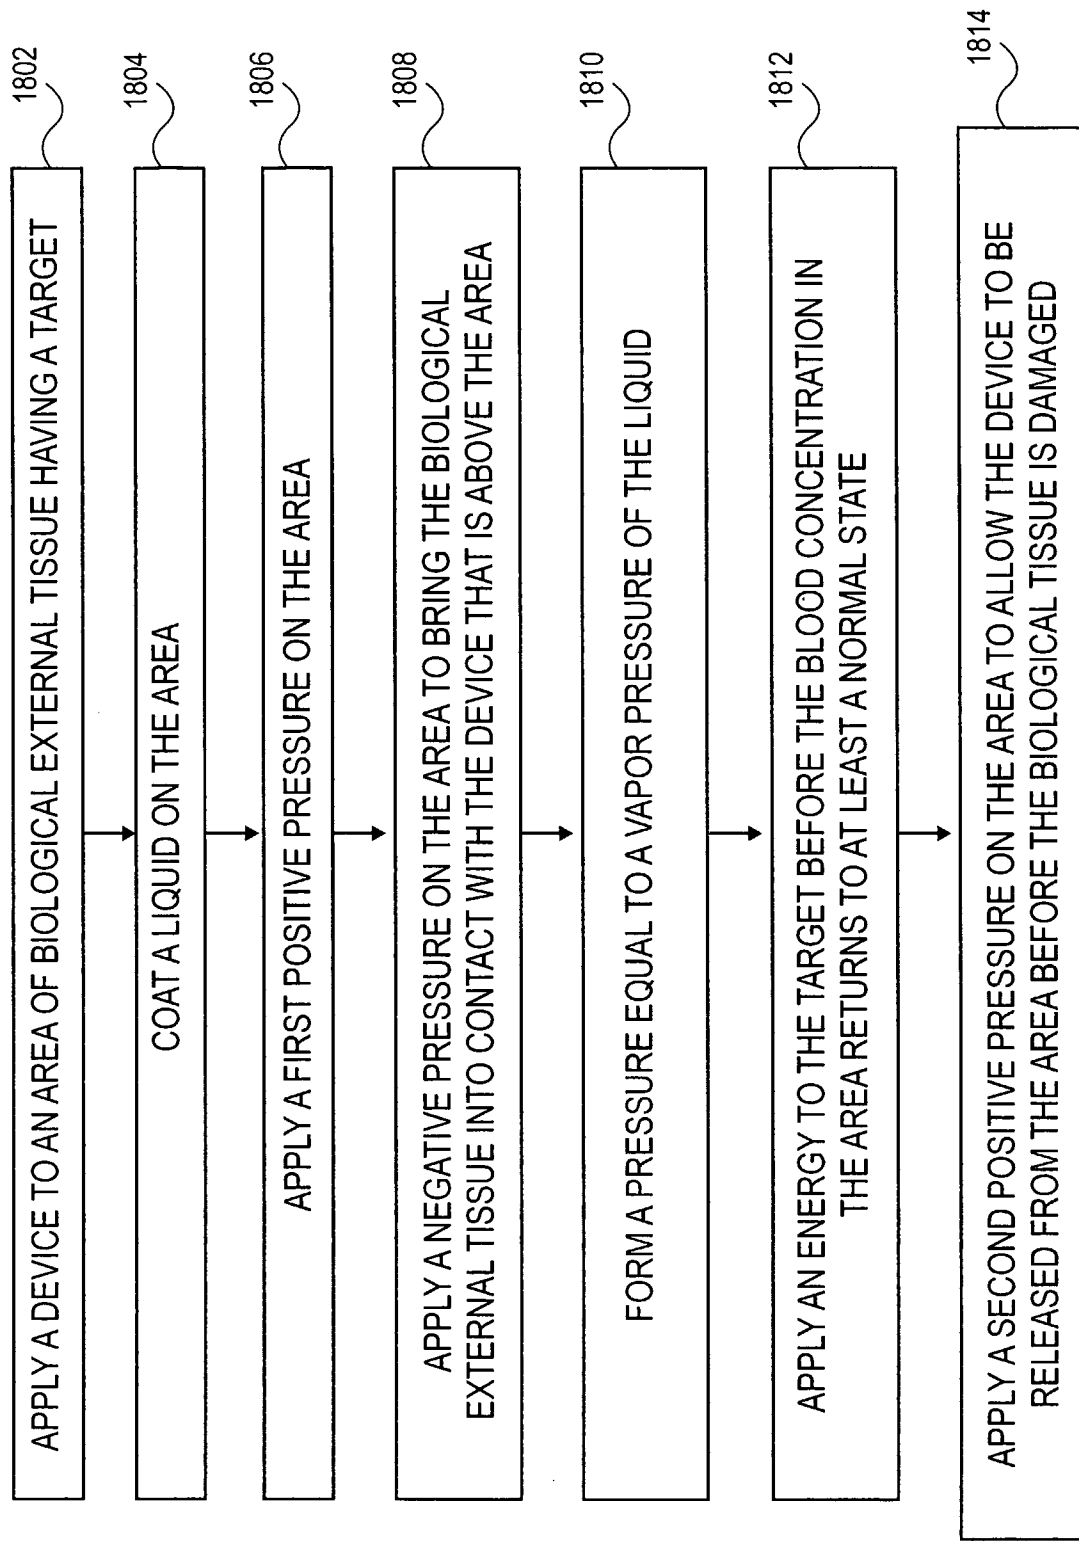 1802
APPLY A DEVICE TO AN AREA OF BIOLOGICAL EXTERNAL TISSUE HAVING A TARGET
1804
COAT A LIQUID ON THE AREA
1806
APPLY A FIRST POSITIVE PRESSURE ON THE AREA
1808
APPLY A NEGATIVE PRESSURE ON THE AREA TO BRING THE BIOLOGICAL
EXTERNAL TISSUE INTO CONTACT WITH THE DEVICE THAT IS ABOVE THE AREA
1810
FORM A PRESSURE EQUAL TO A VAPOR PRESSURE OF THE LIQUID
1812
APPLY AN ENERGY TO THE TARGET BEFORE THE BLOOD CONCENTRATION IN
THE AREA RETURNS TO AT LEAST A NORMAL STATE
1814
APPLY A SECOND POSITIVE PRESSURE ON THE AREA TO ALLOW THE DEVICE TO BE
RELEASED FROM THE AREA BEFORE THE BIOLOGICAL TISSUE IS DAMAGED